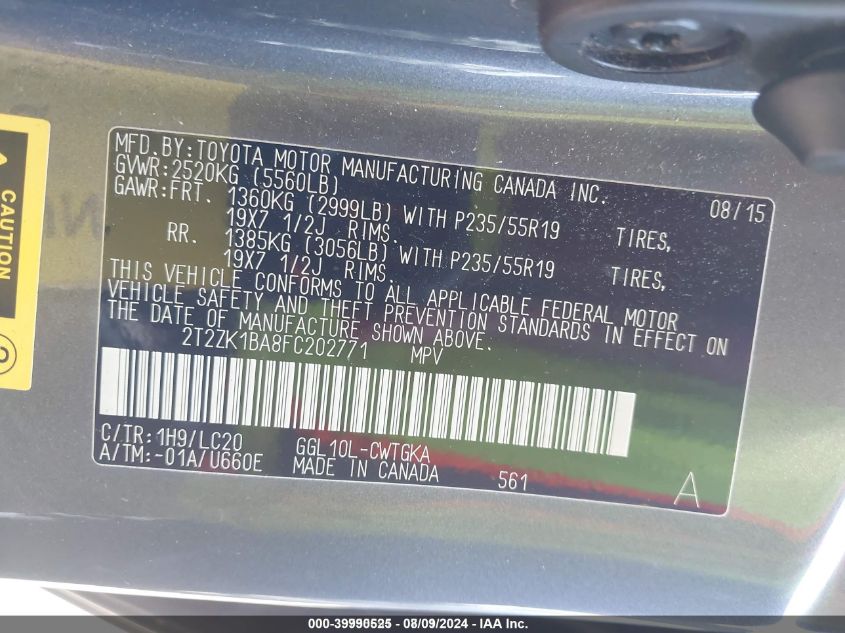 MFD.BY:TOYOTA MOTOR MANUFACTURING CANADA INC.
GVWR:2520KG (5560LB) 08/15
GAWR:FRT. 1360KG (2999LB) WITH P235/55R19 TIRES,
19X7 1/2J RIMS.
RR. 1385KG (3056LB) WITH P235/55R19 TIRES,
19X7 1/2J RIMS.
THIS VEHICLE CONFORMS TO ALL APPLICABLE FEDERAL MOTOR
VEHICLE SAFETY AND THEFT PREVENTION STANDARDS IN EFFECT ON
THE DATE OF MANUFACTURE SHOWN ABOVE.
2T2ZK1BA8FC202771 MPV
C/TR:1H9/LC20 GGL10L-CWTGKA
A/TM:-01A/U660E MADE IN CANADA 561 A
CAUTION
000-39990525 - 08/09/2024 - IAA Inc.